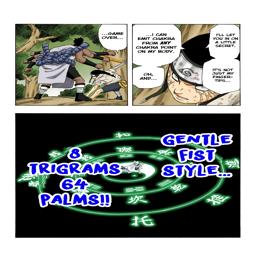 ...GAME
OVER...
...I CAN
EMIT CHAKRA
FROM ANY
CHAKRA POINT
ON MY BODY.
OH,
AND...
I'LL LET
YOU IN ON
A LITTLE
SECRET.
IT'S NOT
JUST MY
FINGER-
TIPS...
GENTLE
FIST
STYLE...
8
TRIGRAMS
64
PALMS!!
托